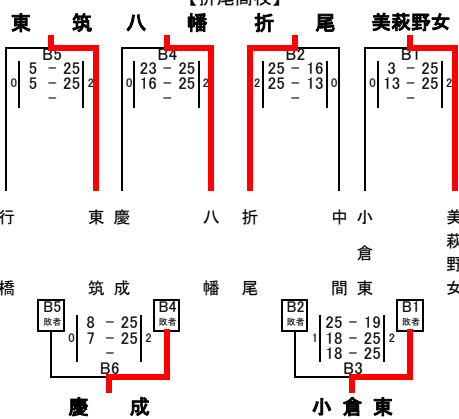 【折尾高校】
東筑 八幡 折尾 美萩野女
B5 B4 B2 B1
5 - 25 23 - 25 25 - 16 3 - 25
0 5 - 25 2 0 16 - 25 2 2 25 - 13 0 0 13 - 25 2
- - - -
行橋 東筑 慶成 八幡 折尾 中間 小倉東 美萩野女
B5 B4 B2 B1
敗者 8 - 25 敗者 敗者 25 - 19 敗者
0 7 - 25 2 1 18 - 25 2
- 18 - 25
B6 B3
慶成 小倉東